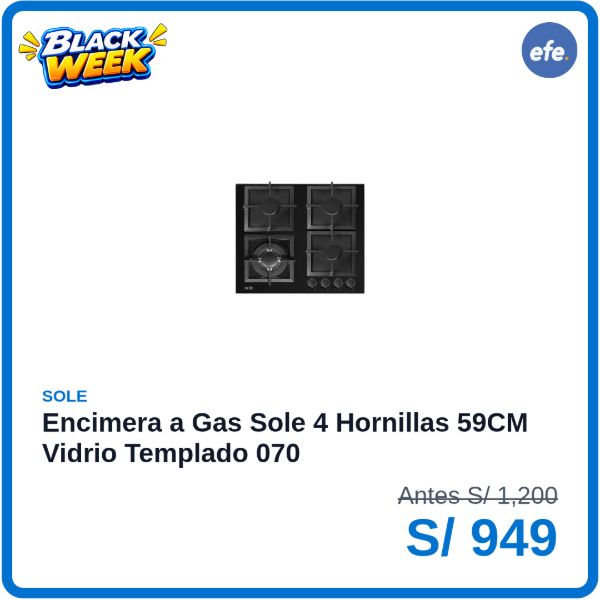 BLACK
WEEK
efe.
SOLE
Encimera a Gas Sole 4 Hornillas 59CM
Vidrio Templado 070
Antes S/ 1,200
S/ 949